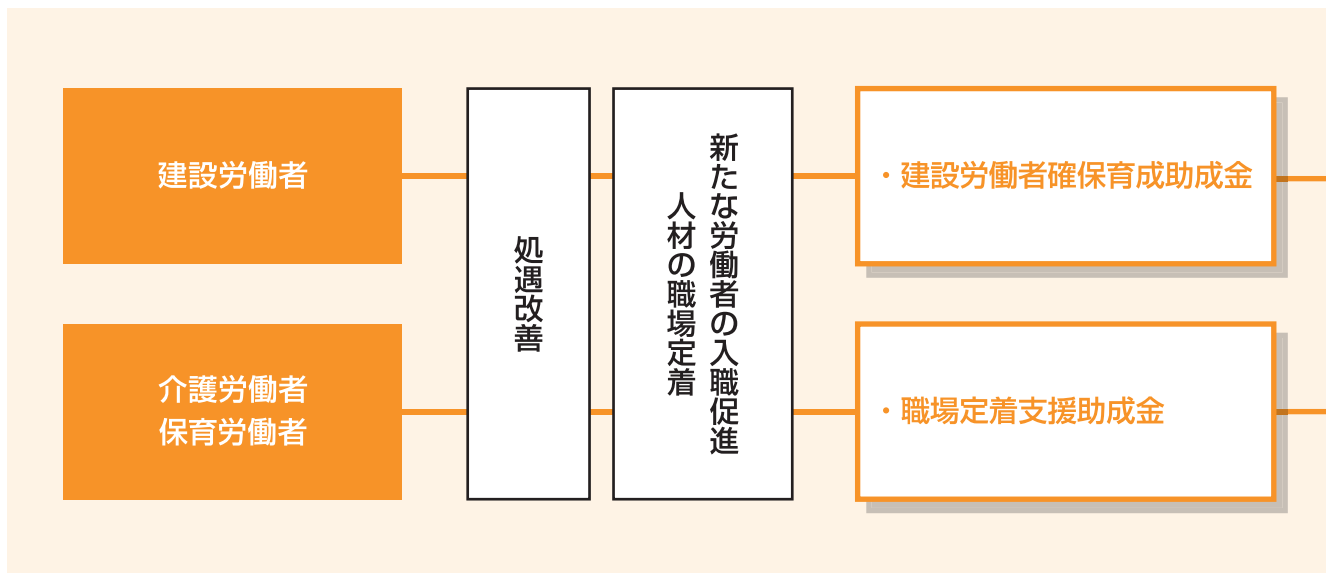 建設労働者
介護労働者
保育労働者
処遇改善
新たな労働者の入職促進
人材の職場定着
・建設労働者確保育成助成金
・職場定着支援助成金